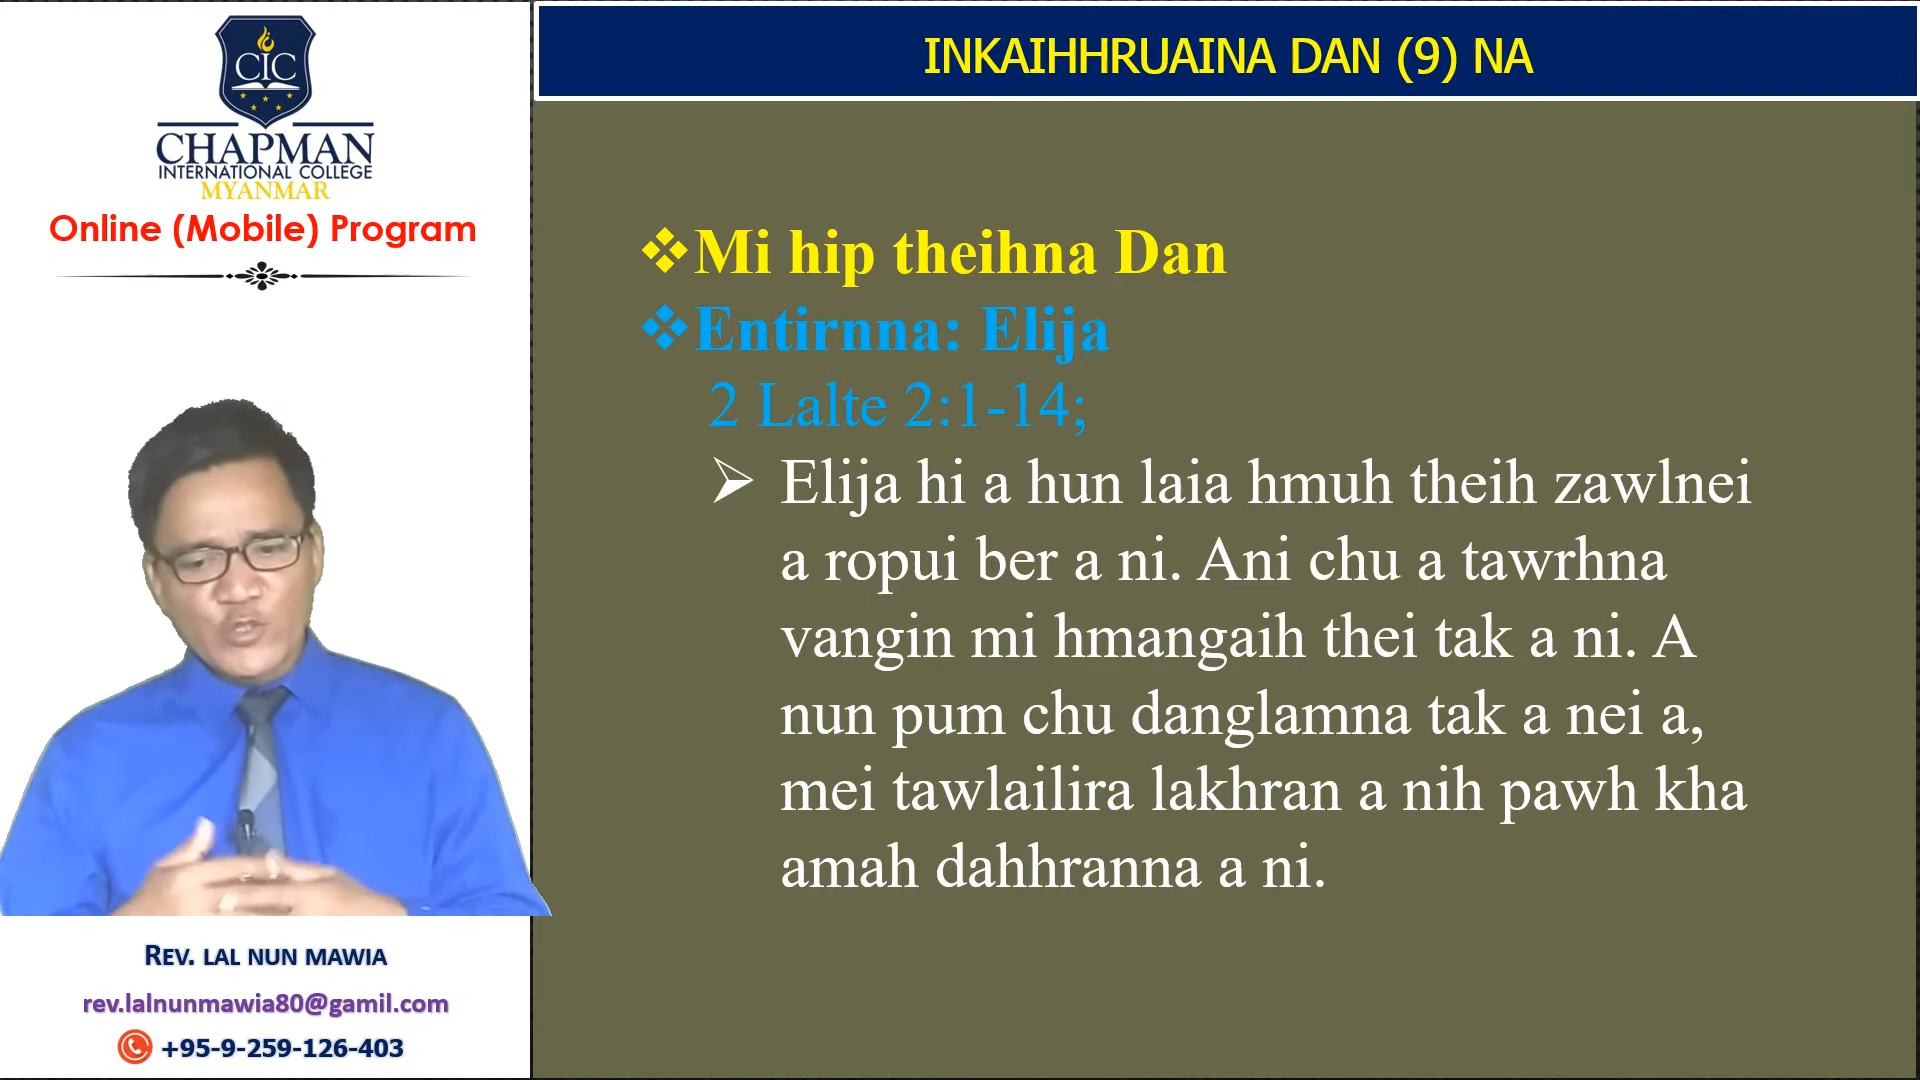 CIC
CHAPMAN
INTERNATIONAL COLLEGE
MYANMAR
Online (Mobile) Program
REV. LAL NUN MAWIA
rev.lalnunmawia80@gamil.com
+95-9-259-126-403
INKAIHHRUAINA DAN (9) NA
Mi hip theihna Dan
Entirnna: Elija
2 Lalte 2:1-14;
Elija hi a hun laia hmuh theih zawlnei
a ropui ber a ni. Ani chu a tawrhna
vangin mi hmangaih thei tak a ni. A
nun pum chu danglamna tak a nei a,
mei tawlailira lakhran a nih pawh kha
amah dahhranna a ni.